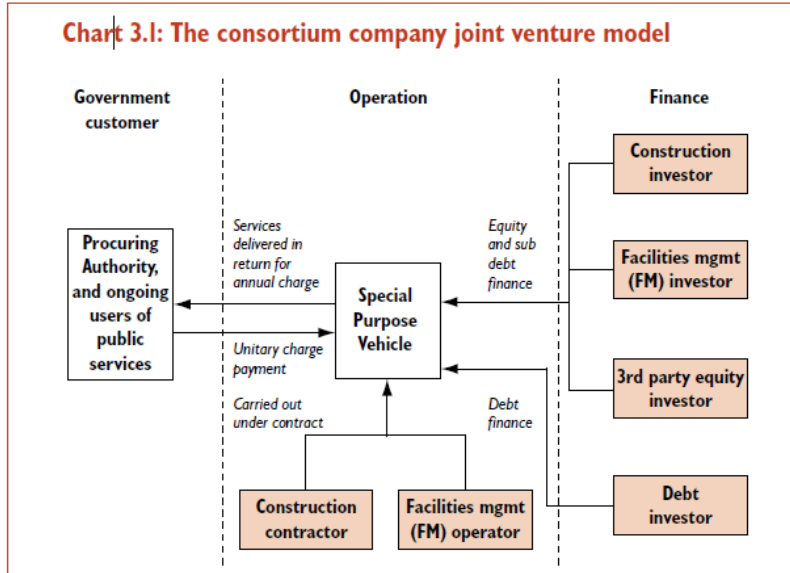 Chart 3.1: The consortium company joint venture model
Government
customer
Operation
Finance
Procuring
Authority,
and ongoing
users of
public
services
Services
delivered in
return for
annual charge
Unitary charge
payment
Carried out
under contract
Special
Purpose
Vehicle
Equity
and sub
debt
finance
Debt
finance
Construction
contractor
Facilities mgmt
(FM) operator
Construction
investor
Facilities mgmt
(FM) investor
3rd party equity
investor
Debt
investor